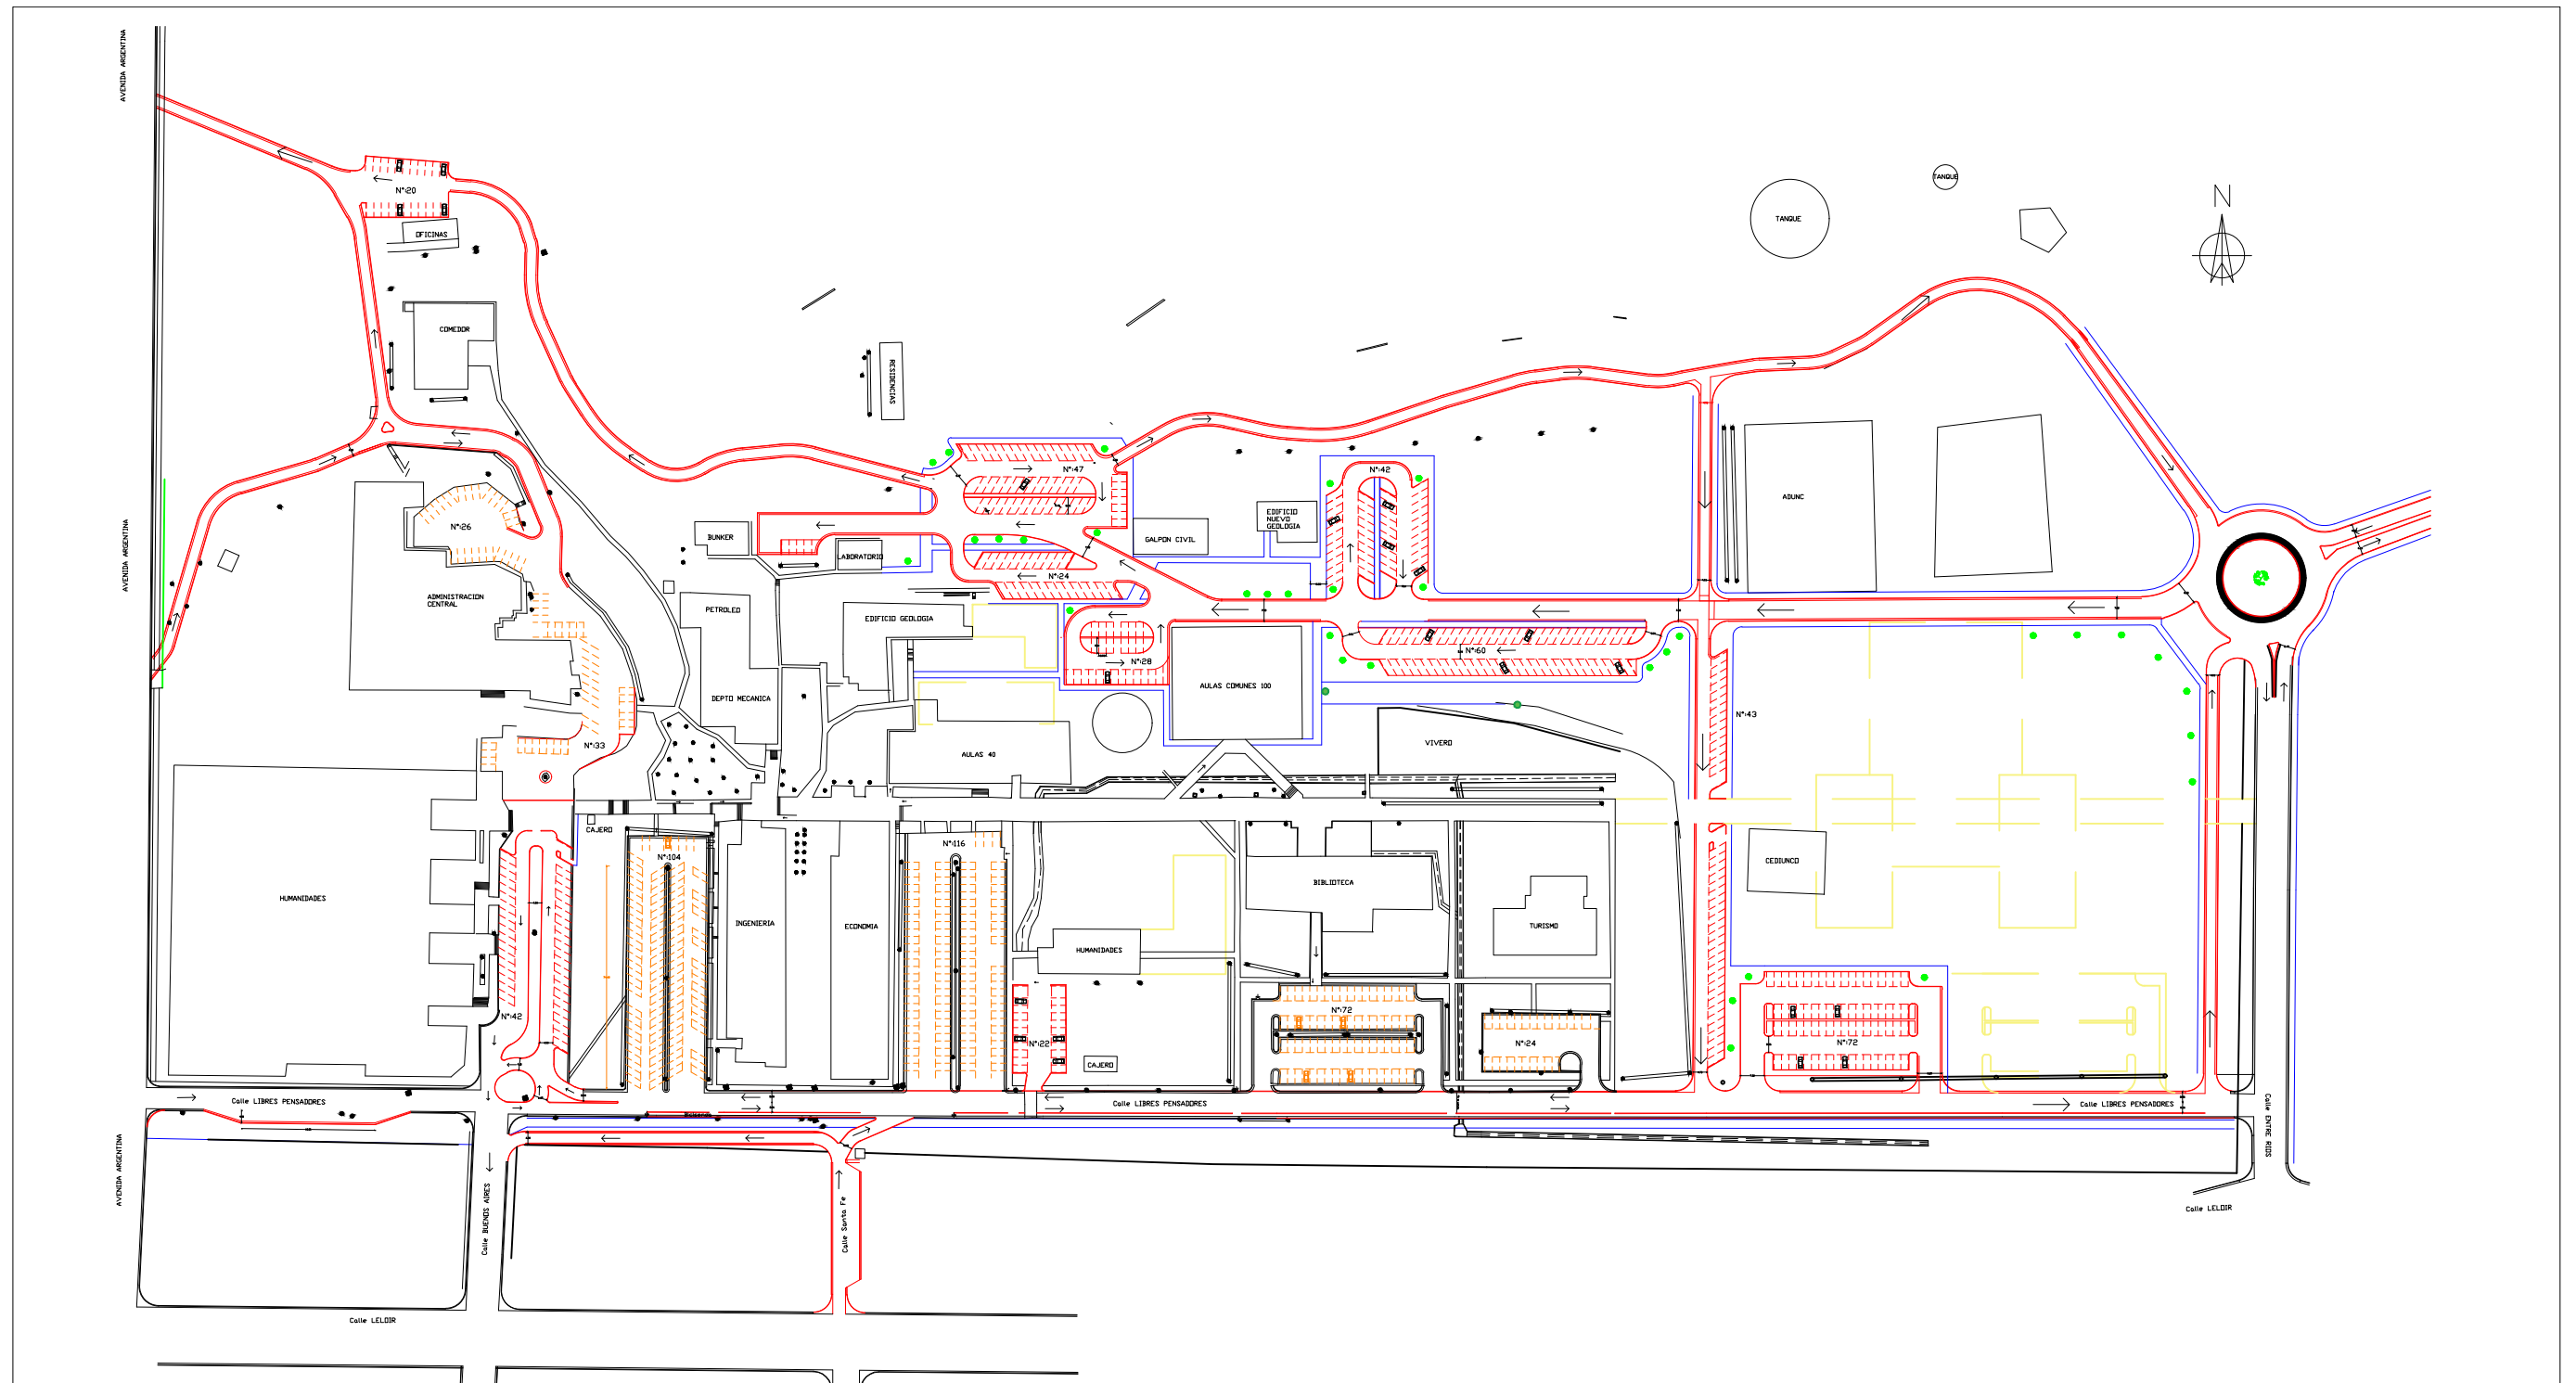 AVENIDA ARGENTINA
N
TANQUE
TANQUE
N°:20
OFICINAS
COMEDOR
RESIDENCIAS
N°:47
N°:42
EDIFICIO
NUEVO
GEOLOGIA
ADUNC
AVENIDA ARGENTINA
N°:26
BUNKER
LABORATORIO
GALPON CIVIL
N°:24
ADMINISTRACION
CENTRAL
PETROLEO
EDIFICIO GEOLOGIA
N°:28
N°:60
AULAS COMUNES 100
DEPTO MECANICA
N°:43
N°:33
AULAS 40
VIVERO
CAJERO
N°:104
N°:116
CEDIUNCO
HUMANIDADES
BIBLIOTECA
INGENIERIA
ECONOMIA
TURISMO
HUMANIDADES
N°:42
N°:22
N°:72
N°:24
N°:72
CAJERO
Calle LIBRES PENSADORES
Calle LIBRES PENSADORES
Calle LIBRES PENSADORES
Calle ENTRE RIOS
AVENIDA ARGENTINA
Calle BUENOS AIRES
Calle Santa Fe
Calle LELOIR
Calle LELOIR